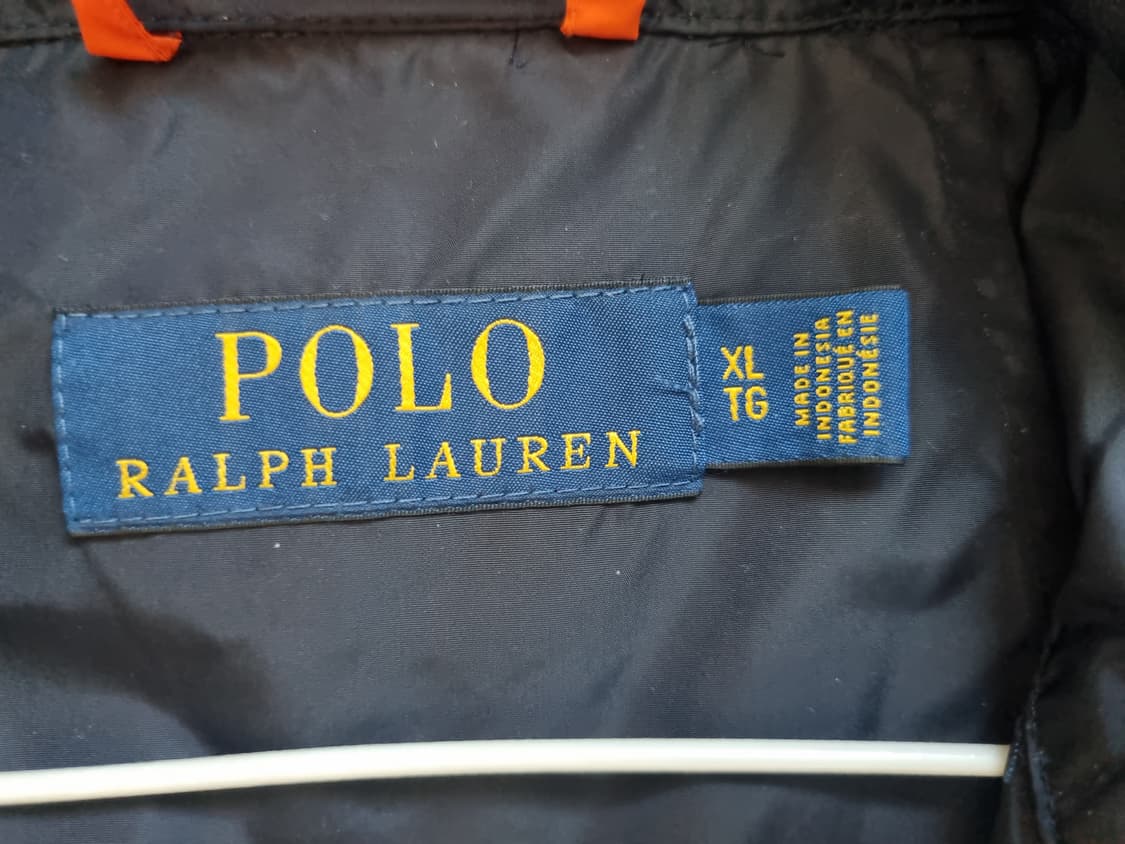 POLO
RALPH LAUREN
XL
TG
MADE IN
INDONESIA
FABRIQUÉ EN
INDONÉSIE